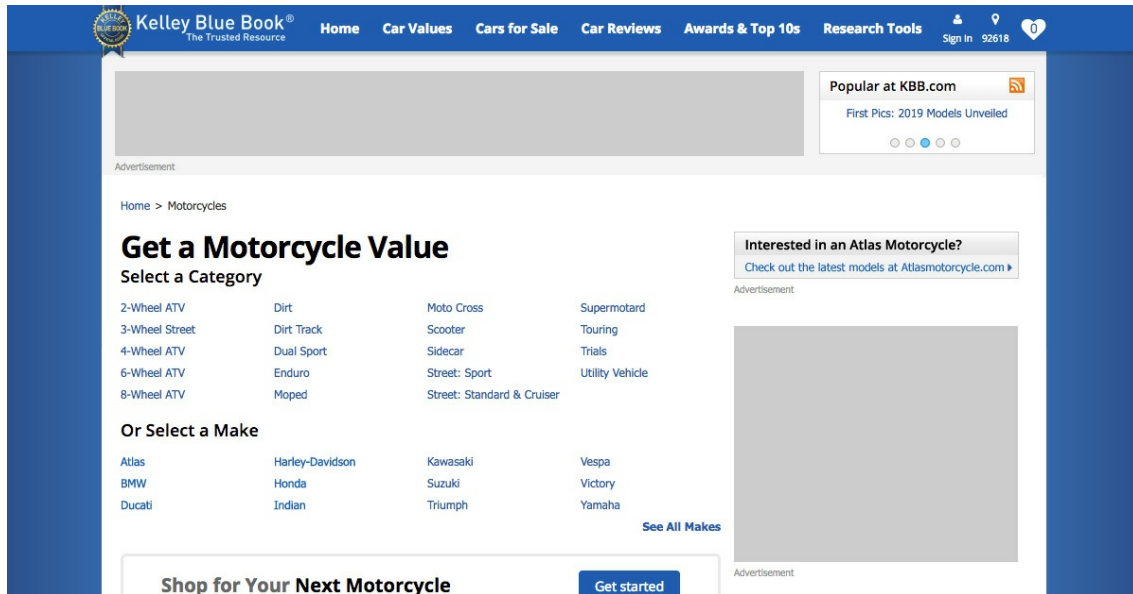 Kelley Blue Book®
The Trusted Resource
KELLEY
BLUE BOOK
Home Car Values Cars for Sale Car Reviews Awards & Top 10s Research Tools Sign In 92618 0
Popular at KBB.com
First Pics: 2019 Models Unveiled
Advertisement
Home > Motorcycles
Get a Motorcycle Value
Select a Category
2-Wheel ATV Dirt Moto Cross Supermotard
3-Wheel Street Dirt Track Scooter Touring
4-Wheel ATV Dual Sport Sidecar Trials
6-Wheel ATV Enduro Street: Sport Utility Vehicle
8-Wheel ATV Moped Street: Standard & Cruiser
Or Select a Make
Atlas Harley-Davidson Kawasaki Vespa
BMW Honda Suzuki Victory
Ducati Indian Triumph Yamaha
See All Makes
Interested in an Atlas Motorcycle?
Check out the latest models at Atlasmotorcycle.com
Advertisement
Advertisement
Shop for Your Next Motorcycle
Get started